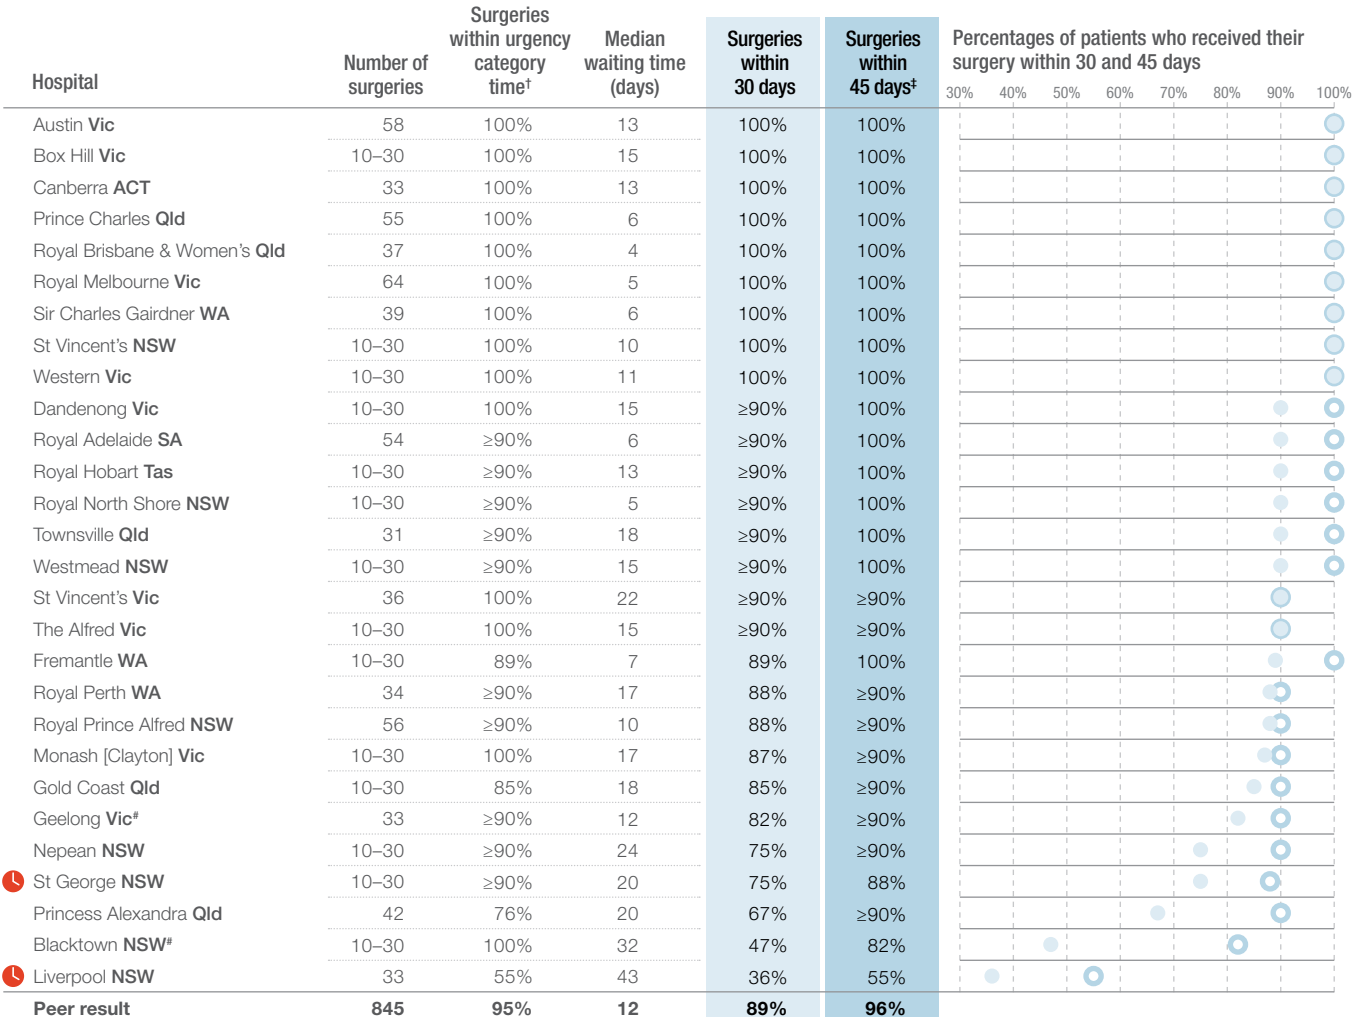 Hospital
Number of surgeries
Surgeries within urgency category time†
Median waiting time (days)
Surgeries within 30 days
Surgeries within 45 days‡
Percentages of patients who received their surgery within 30 and 45 days
30% 40% 50% 60% 70% 80% 90% 100%
Austin Vic 58 100% 13 100% 100%
Box Hill Vic 10–30 100% 15 100% 100%
Canberra ACT 33 100% 13 100% 100%
Prince Charles Qld 55 100% 6 100% 100%
Royal Brisbane & Women's Qld 37 100% 4 100% 100%
Royal Melbourne Vic 64 100% 5 100% 100%
Sir Charles Gairdner WA 39 100% 6 100% 100%
St Vincent's NSW 10–30 100% 10 100% 100%
Western Vic 10–30 100% 11 100% 100%
Dandenong Vic 10–30 100% 15 ≥90% 100%
Royal Adelaide SA 54 ≥90% 6 ≥90% 100%
Royal Hobart Tas 10–30 ≥90% 13 ≥90% 100%
Royal North Shore NSW 10–30 ≥90% 5 ≥90% 100%
Townsville Qld 31 ≥90% 18 ≥90% 100%
Westmead NSW 10–30 ≥90% 15 ≥90% 100%
St Vincent's Vic 36 100% 22 ≥90% ≥90%
The Alfred Vic 10–30 100% 15 ≥90% ≥90%
Fremantle WA 10–30 89% 7 89% 100%
Royal Perth WA 34 ≥90% 17 88% ≥90%
Royal Prince Alfred NSW 56 ≥90% 10 88% ≥90%
Monash [Clayton] Vic 10–30 100% 17 87% ≥90%
Gold Coast Qld 10–30 85% 18 85% ≥90%
Geelong Vic# 33 ≥90% 12 82% ≥90%
Nepean NSW 10–30 ≥90% 24 75% ≥90%
St George NSW 10–30 ≥90% 20 75% 88%
Princess Alexandra Qld 42 76% 20 67% ≥90%
Blacktown NSW# 10–30 100% 32 47% 82%
Liverpool NSW 33 55% 43 36% 55%
Peer result 845 95% 12 89% 96%